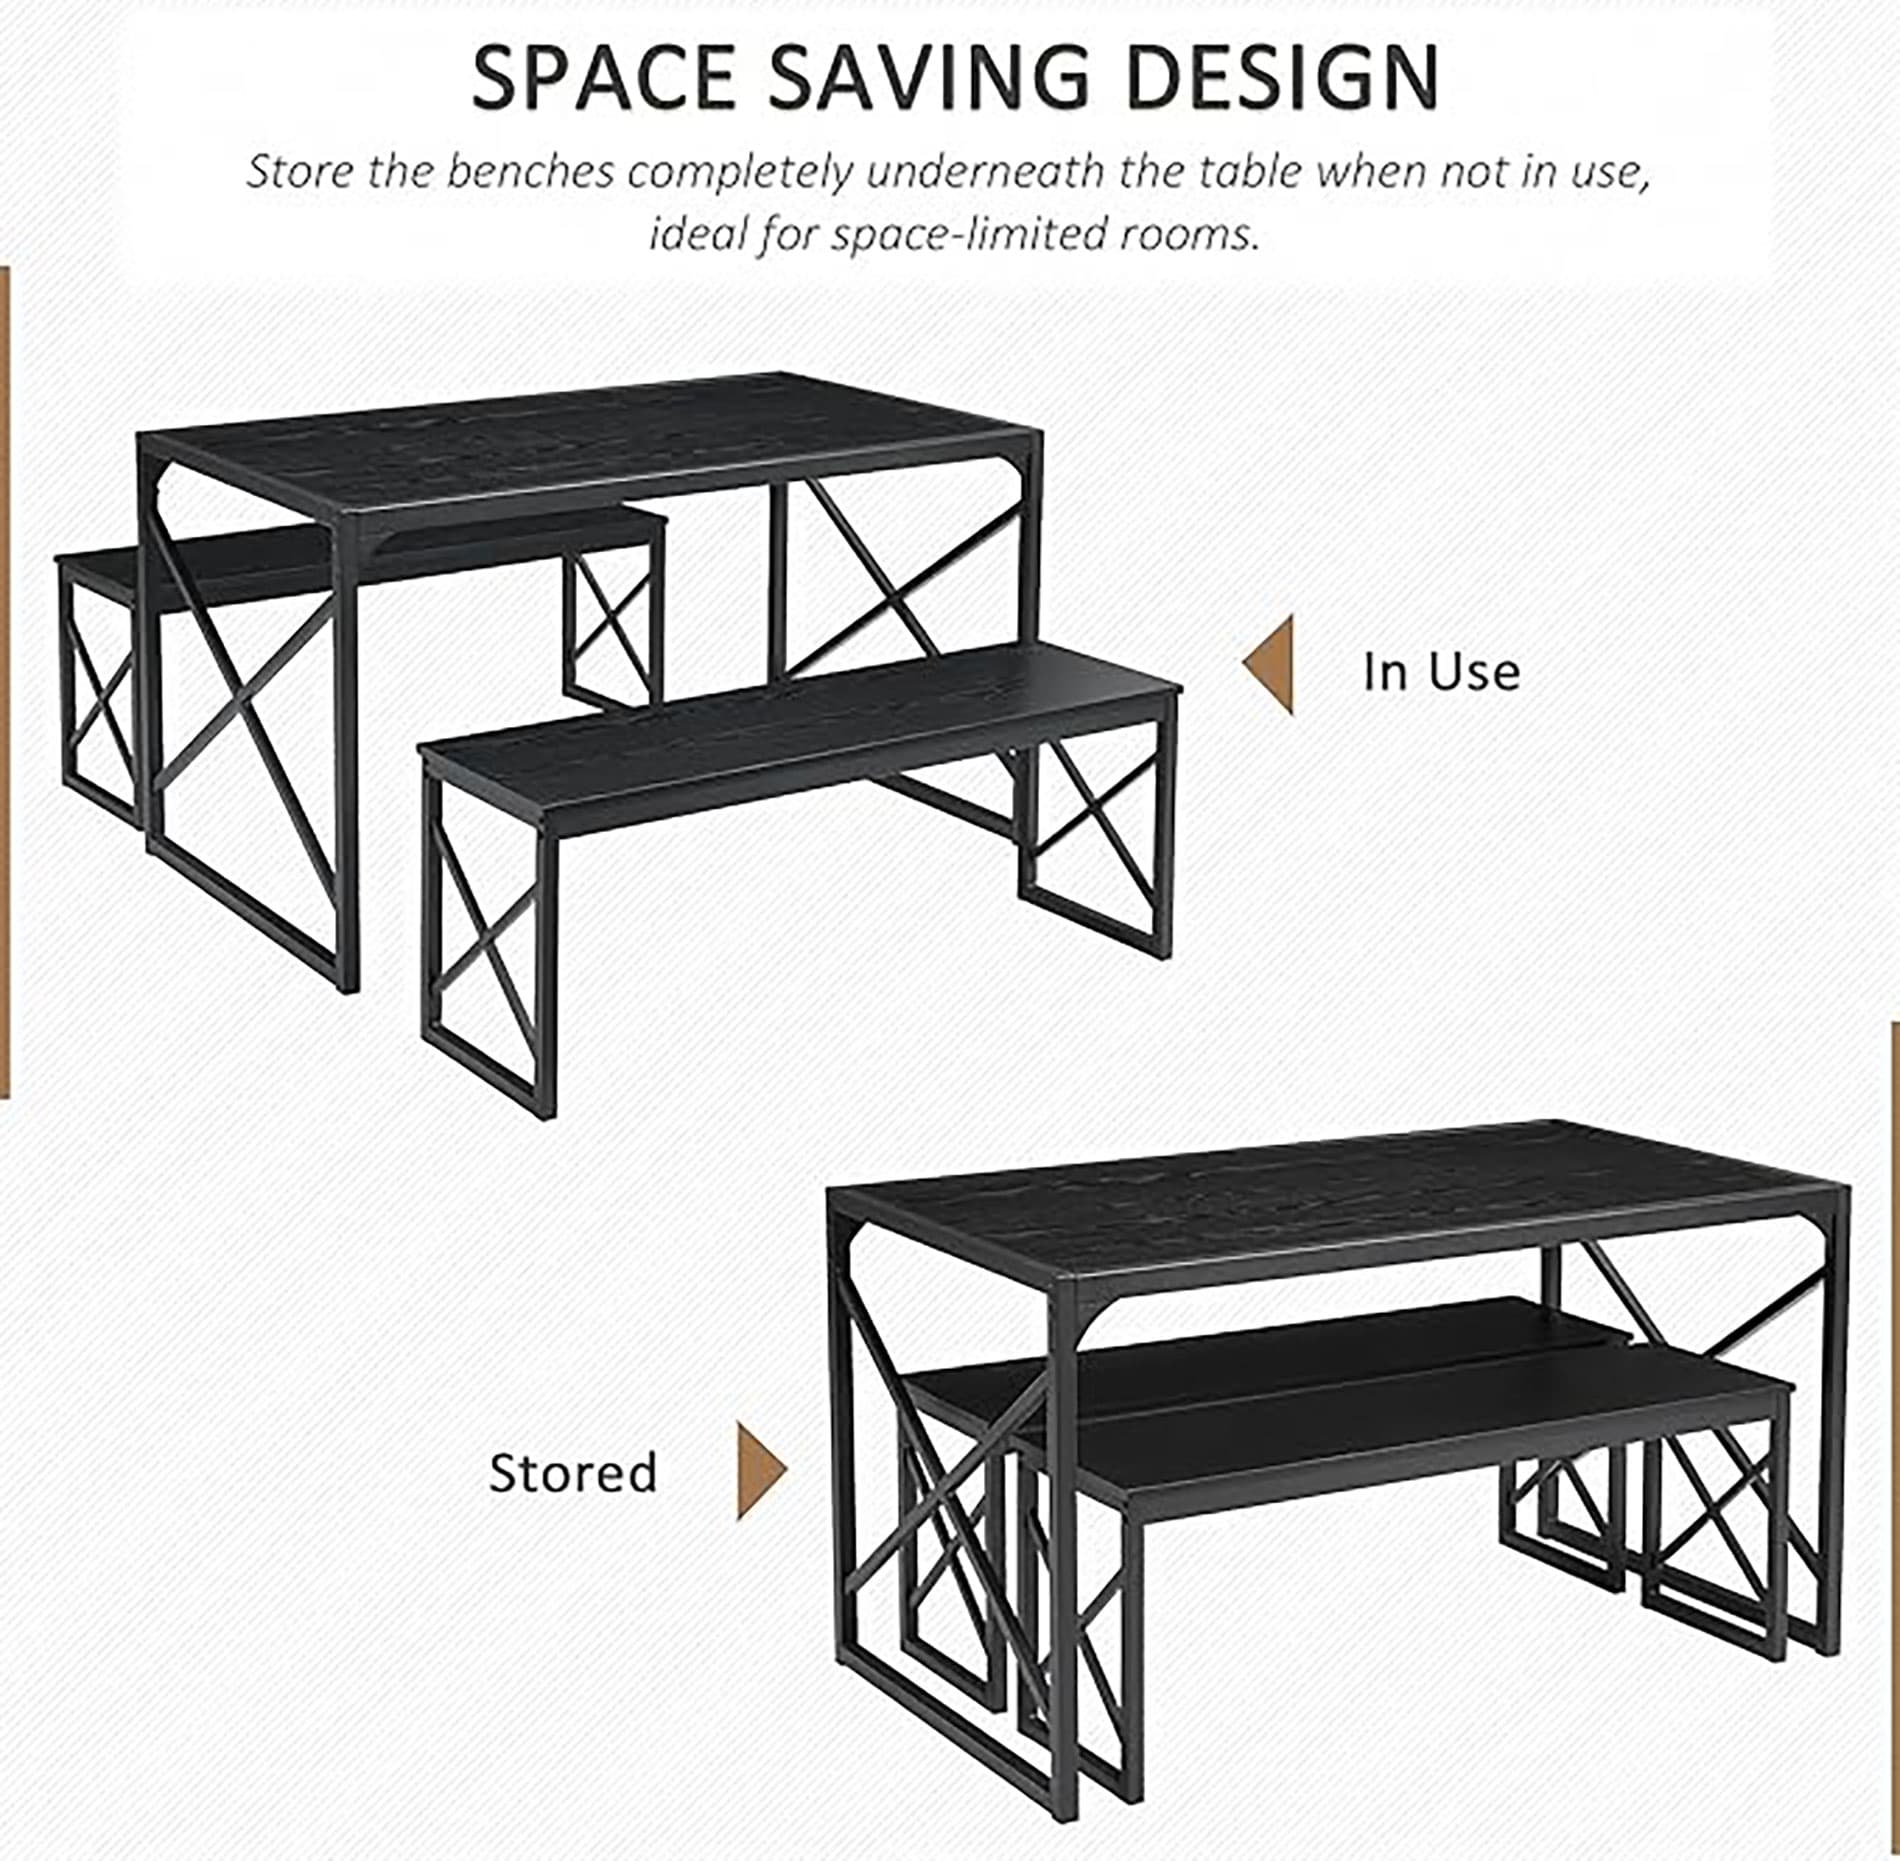 SPACE SAVING DESIGN
Store the benches completely underneath the table when not in use,
ideal for space-limited rooms.
In Use
Stored